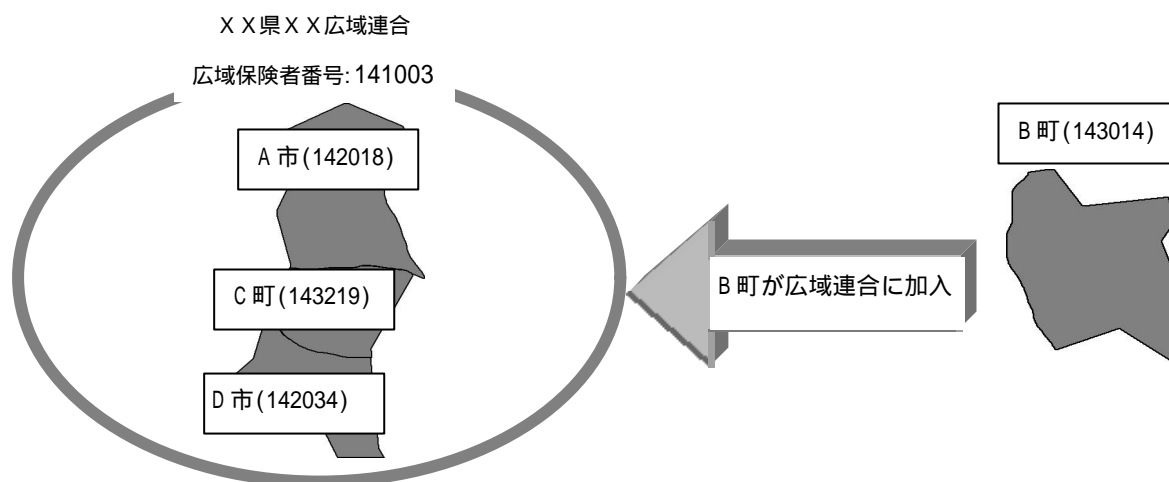 ＸＸ県ＸＸ広域連合
広域保険者番号:141003
Ａ市(142018)
Ｂ町(143014)
Ｃ町(143219)
Ｂ町が広域連合に加入
Ｄ市(142034)